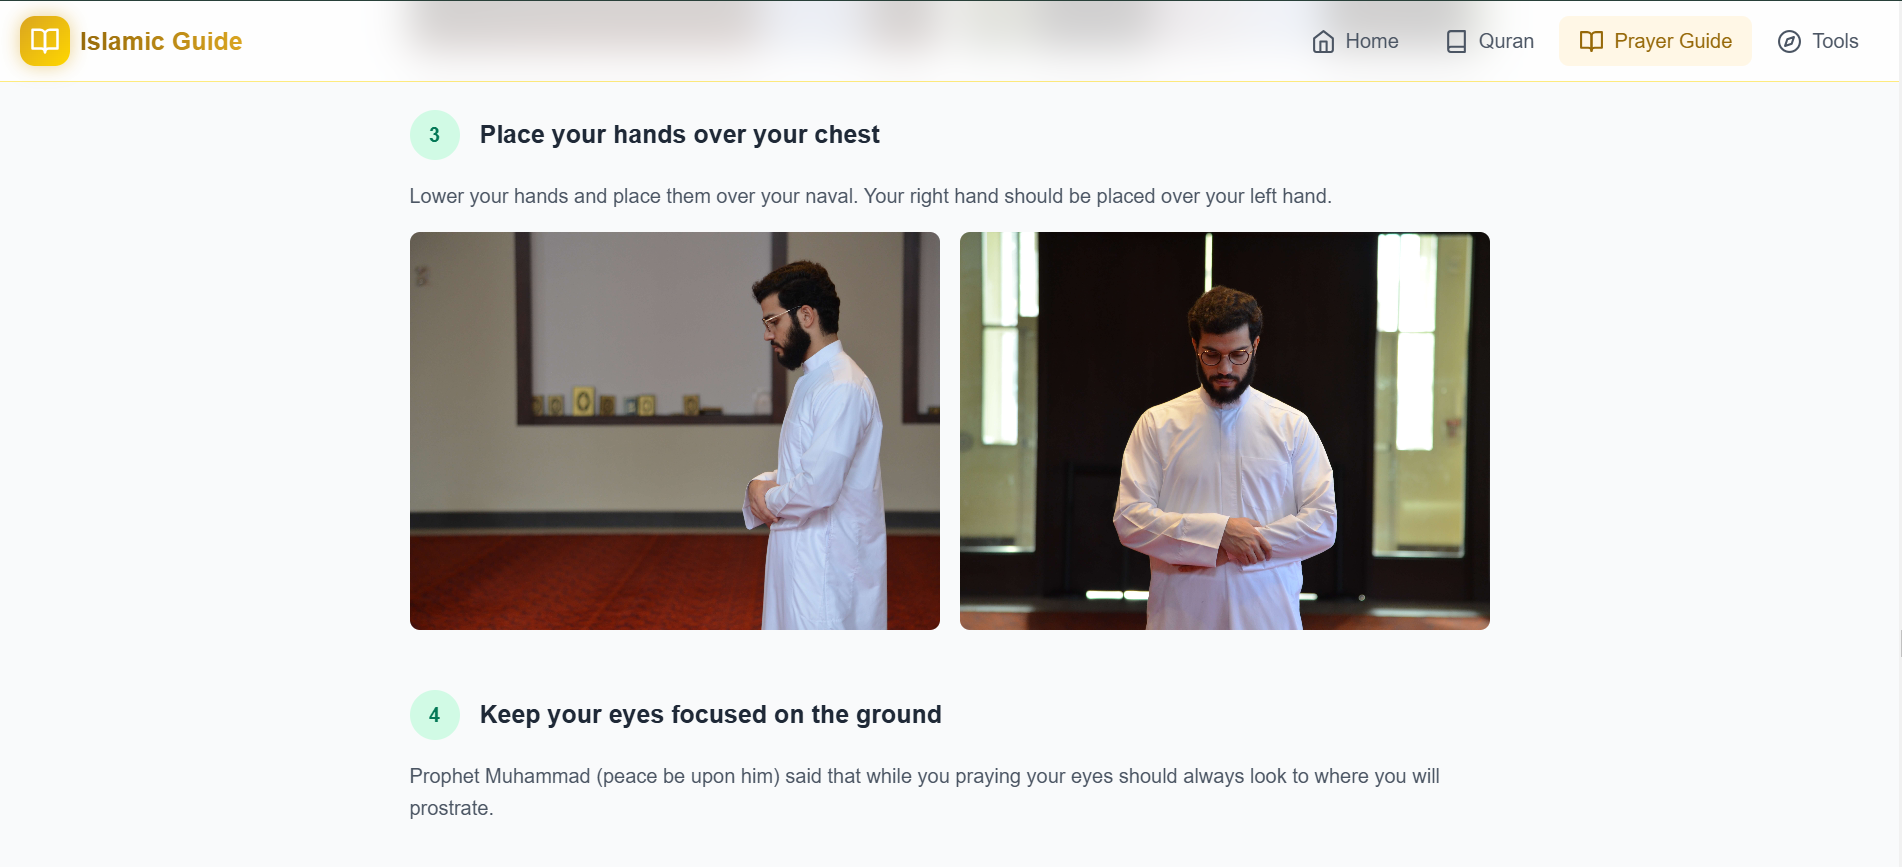 Islamic Guide
Home
Quran
Prayer Guide
Tools
3
Place your hands over your chest
Lower your hands and place them over your naval. Your right hand should be placed over your left hand.
4
Keep your eyes focused on the ground
Prophet Muhammad (peace be upon him) said that while you praying your eyes should always look to where you will
prostrate.